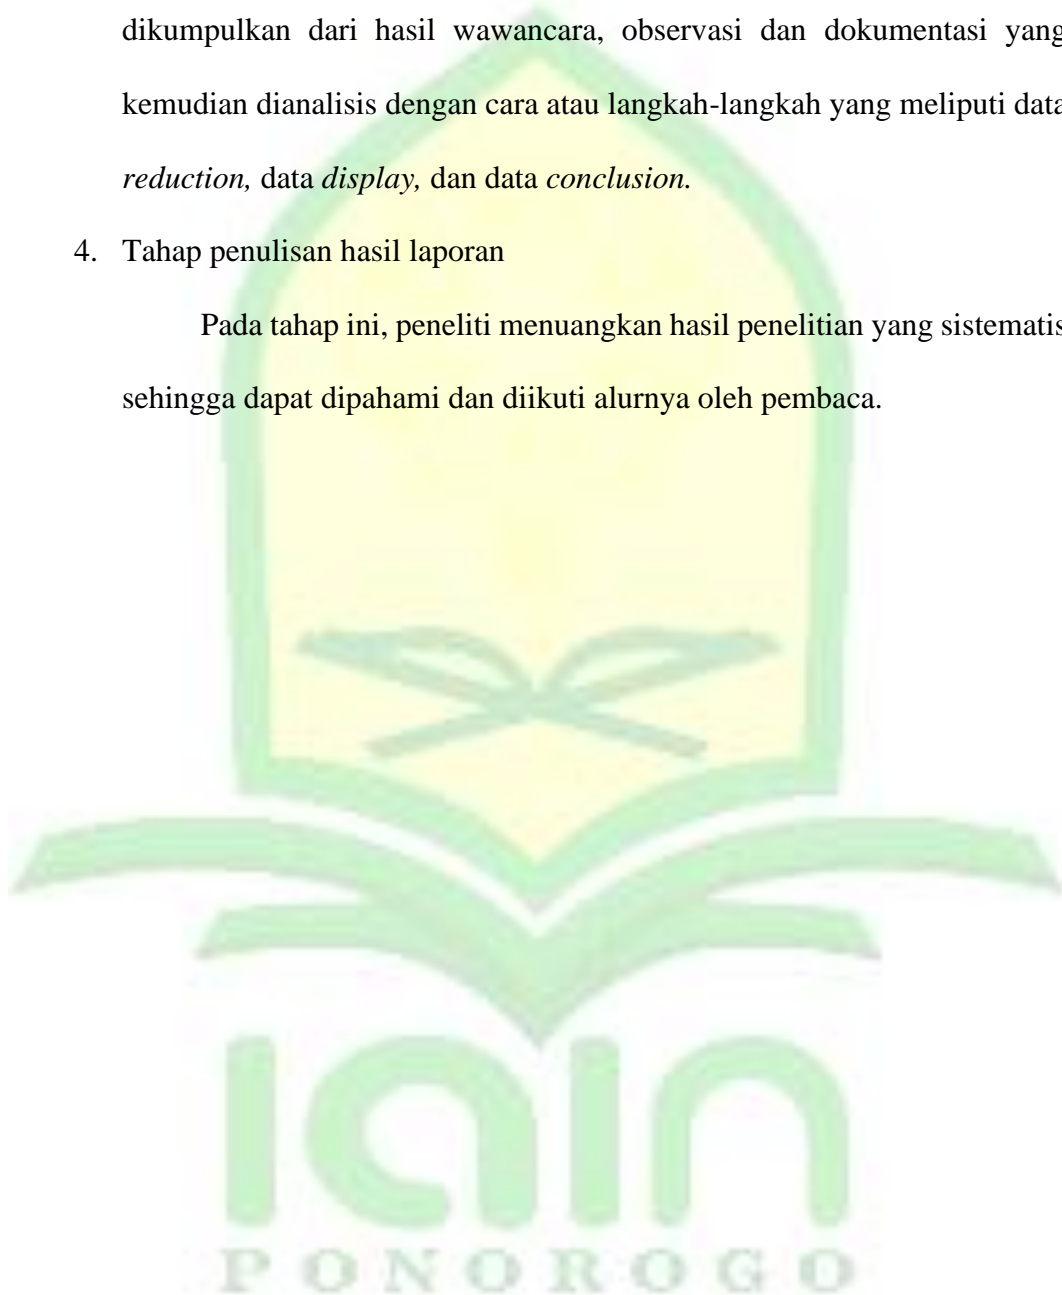 dikumpulkan dari hasil wawancara, observasi dan dokumentasi yang
kemudian dianalisis dengan cara atau langkah-langkah yang meliputi data
reduction, data display, dan data conclusion.
4. Tahap penulisan hasil laporan
Pada tahap ini, peneliti menuangkan hasil penelitian yang sistematis
sehingga dapat dipahami dan diikuti alurnya oleh pembaca.
iain
PONOROGO